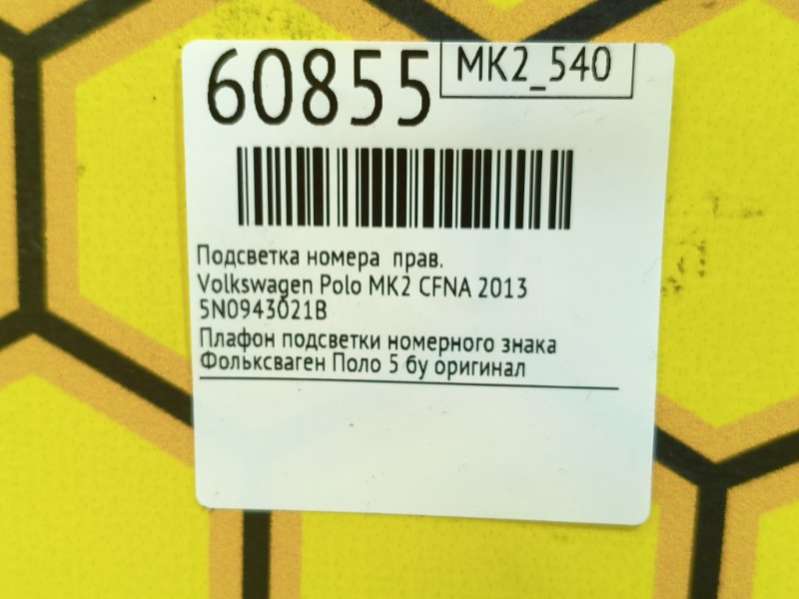 60855
MK2_540
Подсветка номера прав.
Volkswagen Polo MK2 CFNA 2013
5N0943021B
Плафон подсветки номерного знака
Фольксваген Поло 5 бу оригинал